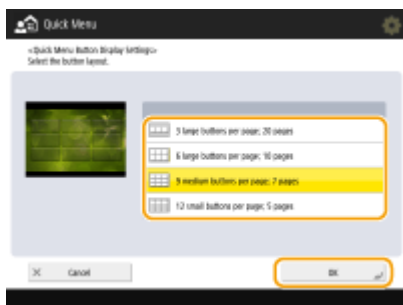 Quick Menu
<Quick Menu Button Display Settings>
Select the button layout.
3 large buttons per page; 20 pages
6 large buttons per page; 10 pages
9 medium buttons per page; 7 pages
12 small buttons per page; 5 pages
Cancel
OK